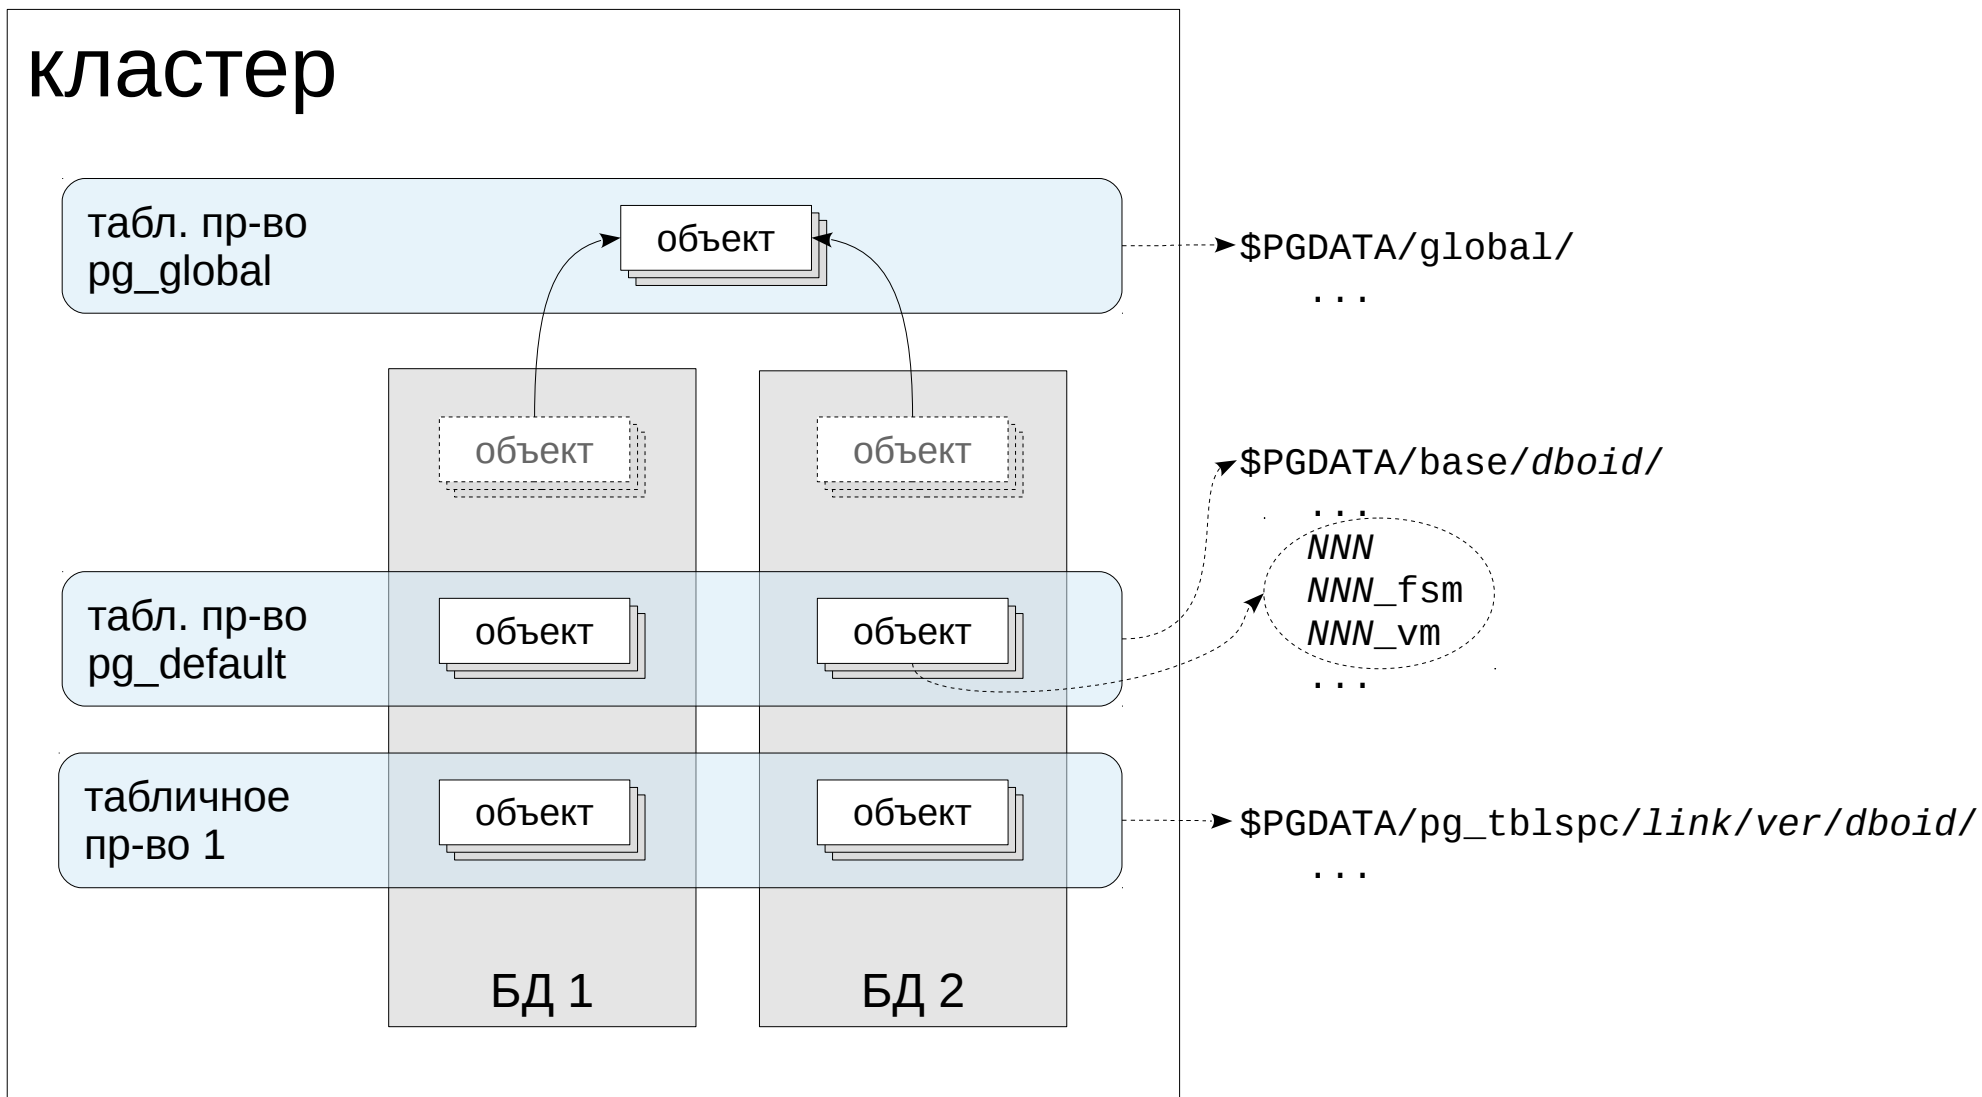 кластер
табл. пр-во
pg_global
объект
$PGDATA/global/
...
объект
объект
$PGDATA/base/dboid/
...
NNN
NNN_fsm
NNN_vm
...
табл. пр-во
pg_default
объект
объект
табличное
пр-во 1
объект
объект
$PGDATA/pg_tblspc/link/ver/dboid/
...
БД 1
БД 2